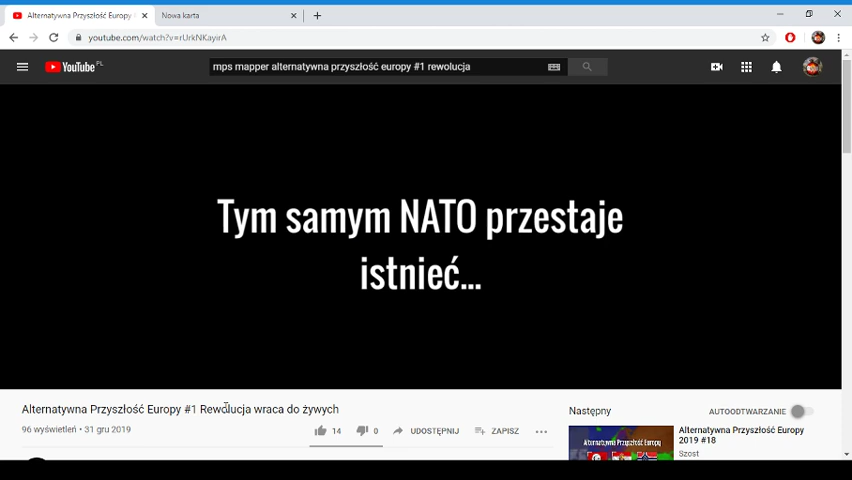 Alternatywna Przyszłość Europy
Nowa karta
youtube.com/watch?v=rUrkNKayirA
YouTube PL
mps mapper alternatywna przyszłość europy #1 rewolucja
Tym samym NATO przestaje
istnieć...
Alternatywna Przyszłość Europy #1 Rewolucja wraca do żywych
96 wyświetleń • 31 gru 2019
14
0
UDOSTĘPNIJ
ZAPISZ
Następny
AUTOODTWARZANIE
Alternatywna Przyszłość Europy
Alternatywna Przyszłość Europy
2019 #18
Szost